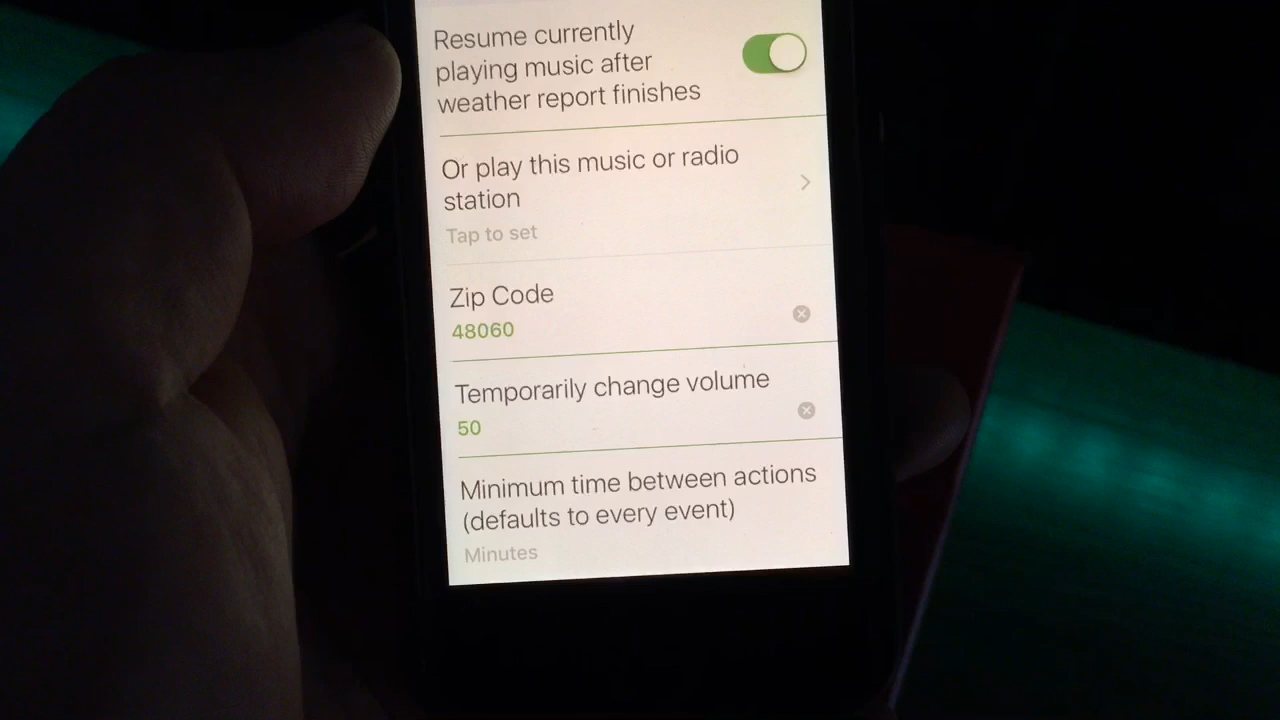 Resume currently
playing music after
weather report finishes
Or play this music or radio
station
Tap to set
Zip Code
48060
Temporarily change volume
50
Minimum time between actions
(defaults to every event)
Minutes